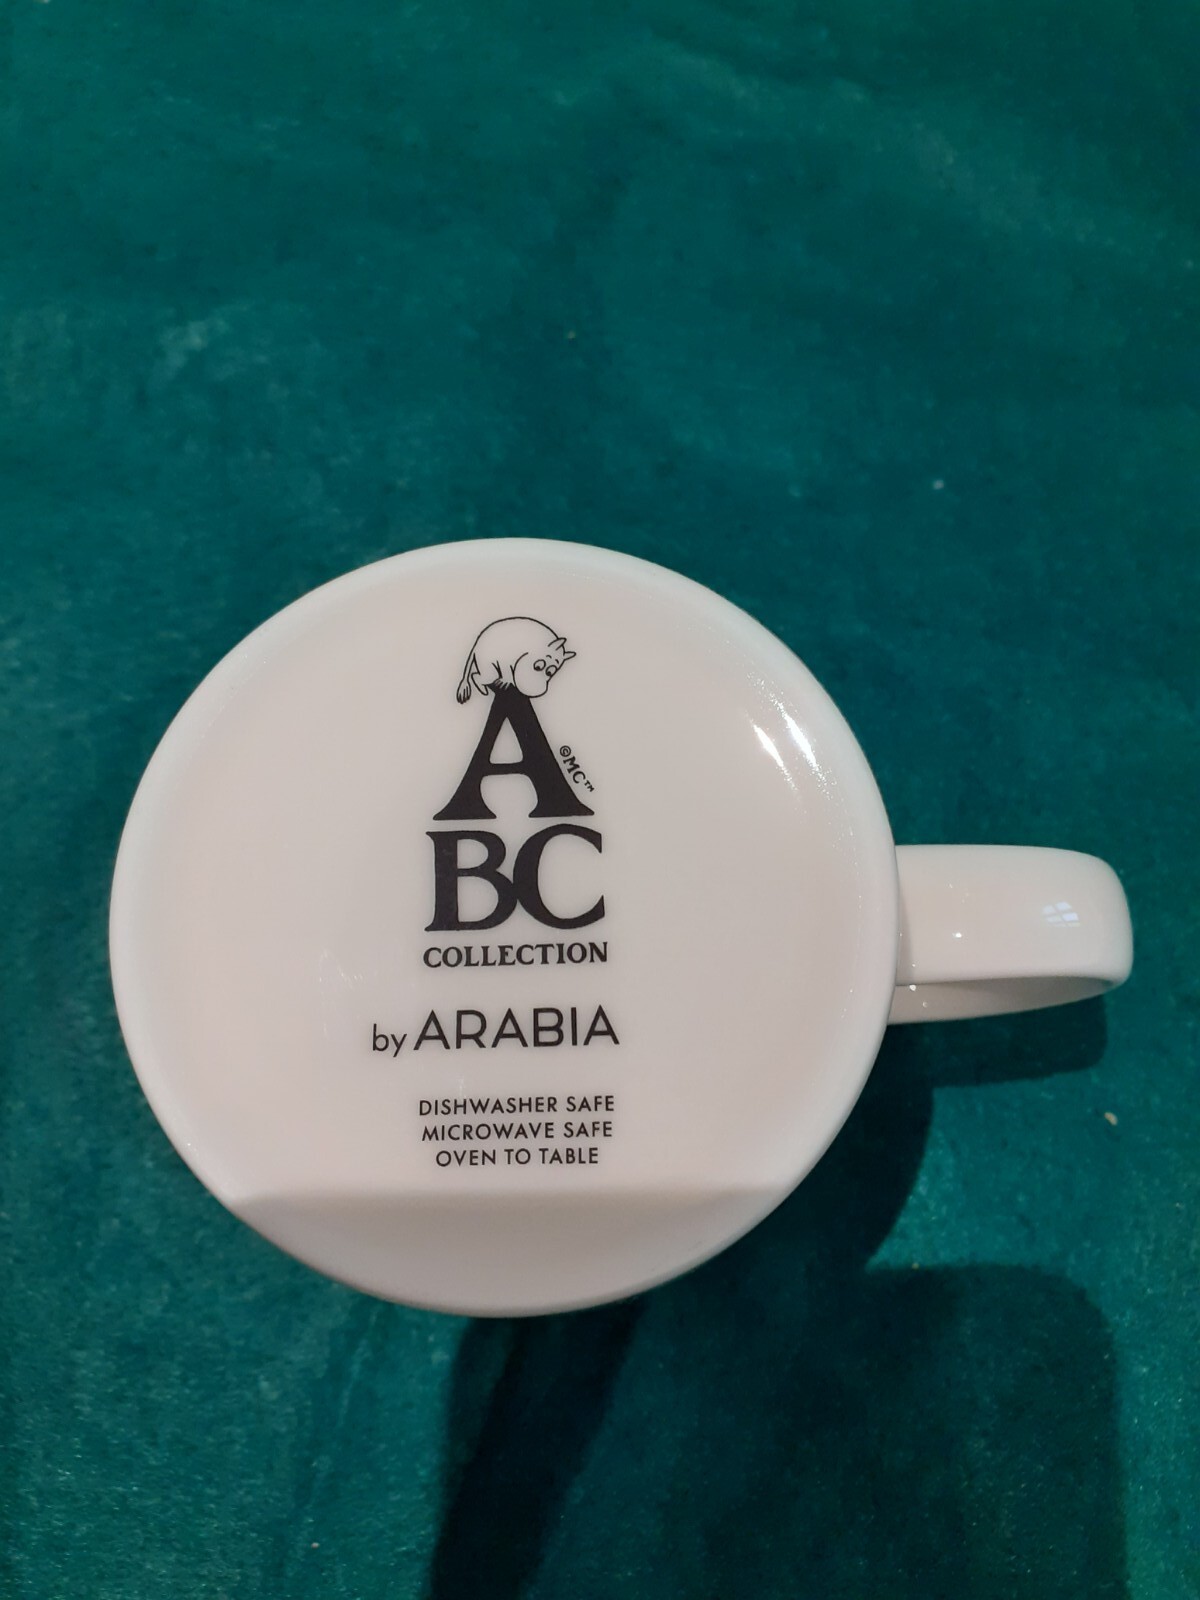 A
©MC™
BC
COLLECTION
by ARABIA
DISHWASHER SAFE
MICROWAVE SAFE
OVEN TO TABLE